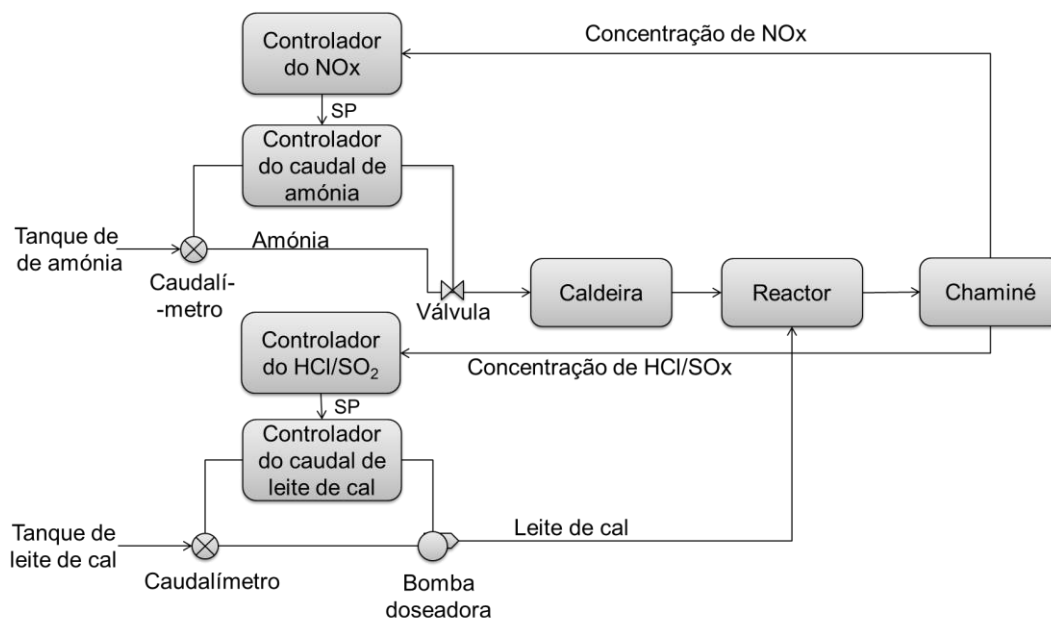 Controlador
do NOx
Concentração de NOx
SP
Controlador
do caudal de
amónia
Tanque de
de amónia
Amónia
Caudalí-
-metro
Válvula
Caldeira
Reactor
Chaminé
Controlador
do HCl/SO₂
Concentração de HCl/SOx
SP
Controlador
do caudal de
leite de cal
Tanque de
leite de cal
Leite de cal
Caudalímetro
Bomba
doseadora